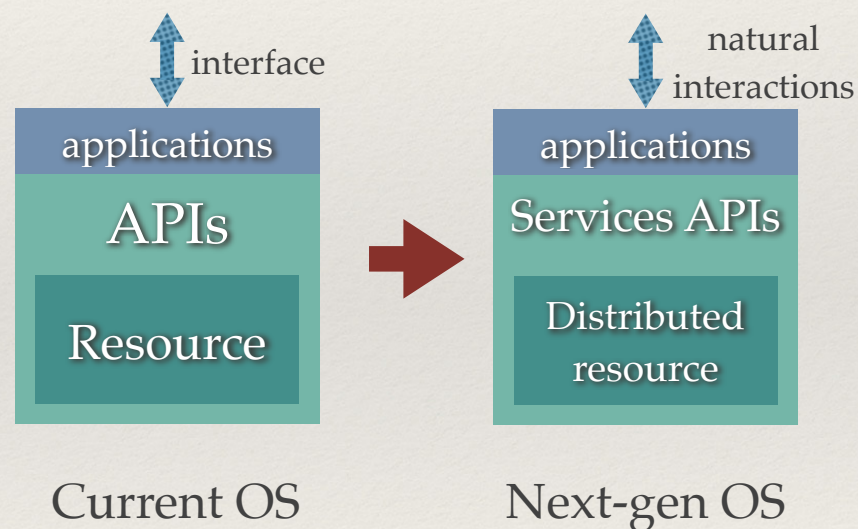 interface
applications
APIs
Resource
Current OS
natural
interactions
applications
Services APIs
Distributed
resource
Next-gen OS